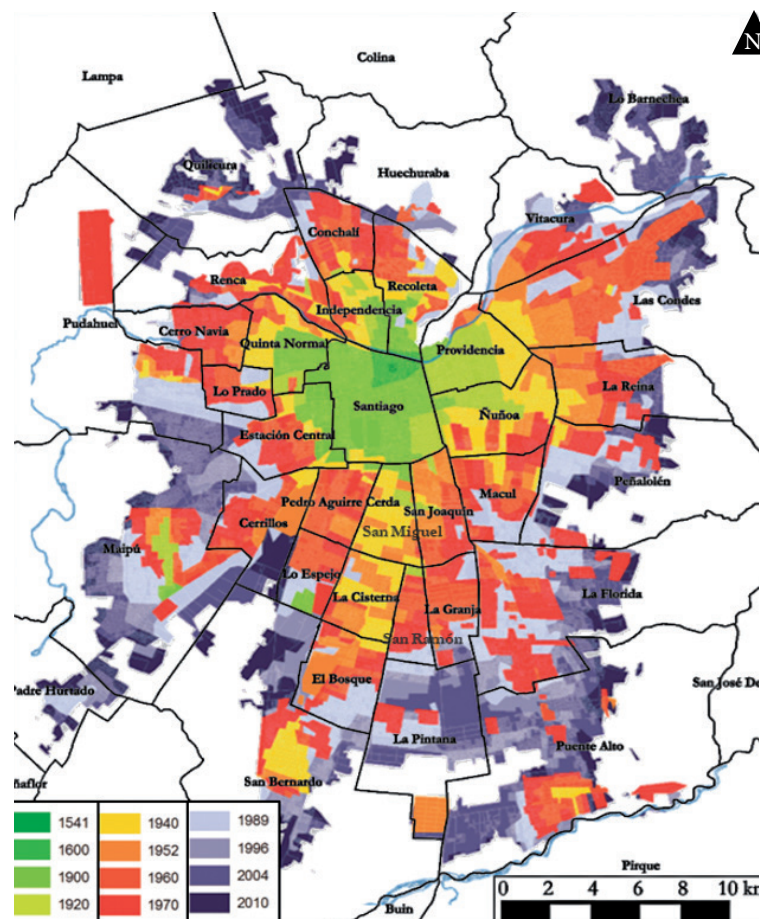 N
Colina
Lampa
Lo Barnechea
Quilicura
Huechuraba
Vitacura
Conchalí
Renca
Recoleta
Las Condes
Independencia
Pudahuel
Cerro Navia
Quinta Normal
Providencia
Lo Prado
La Reina
Santiago
Ñuñoa
Estación Central
Peñalolén
Pedro Aguirre Cerda
Macul
San Joaquín
Cerrillos
San Miguel
Maipú
Lo Espejo
La Cisterna
La Granja
La Florida
San Ramón
El Bosque
Padre Hurtado
San José De
La Pintana
Puente Alto
San Bernardo
ñaflor
1541 1940 1989
1600 1952 1996
1900 1960 2004
1920 1970 2010
Pirque
Buin
0 2 4 6 8 10 km